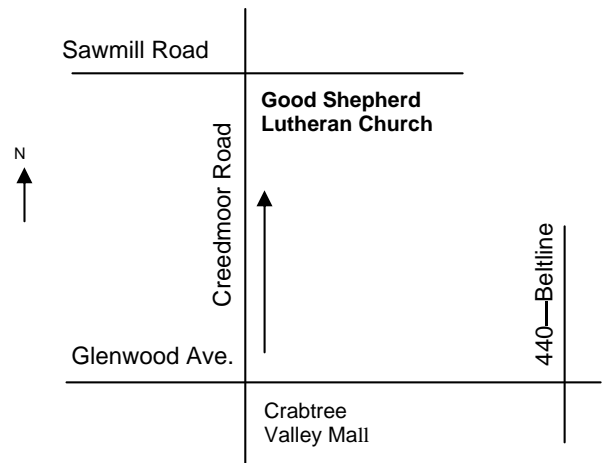 Sawmill Road
Good Shepherd
Lutheran Church
N
Creedmoor Road
440—Beltline
Glenwood Ave.
Crabtree
Valley Mall